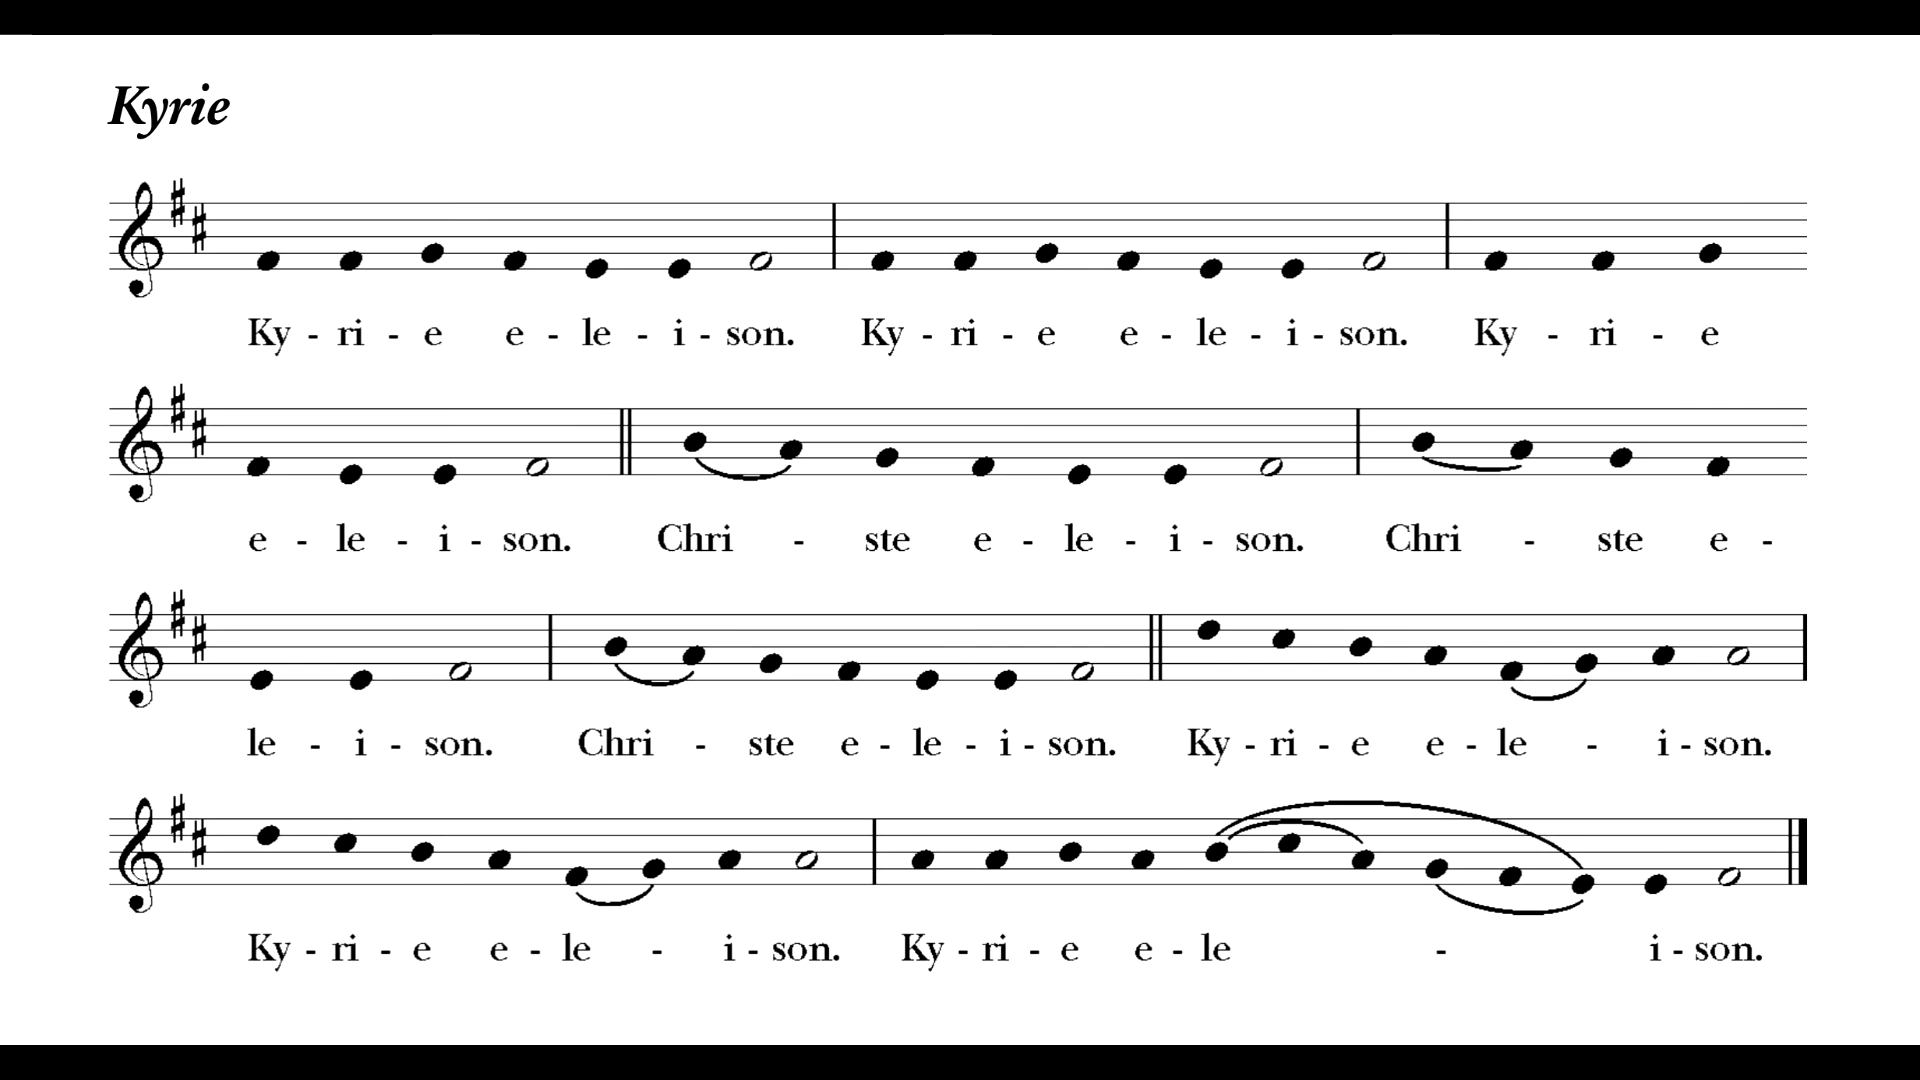 Kyrie
Ky - ri - e e - le - i - son. Ky - ri - e e - le - i - son. Ky - ri - e
e - le - i - son. Chri - ste e - le - i - son. Chri - ste e -
le - i - son. Chri - ste e - le - i - son. Ky - ri - e e - le - i - son.
Ky - ri - e e - le - i - son. Ky - ri - e e - le - i - son.